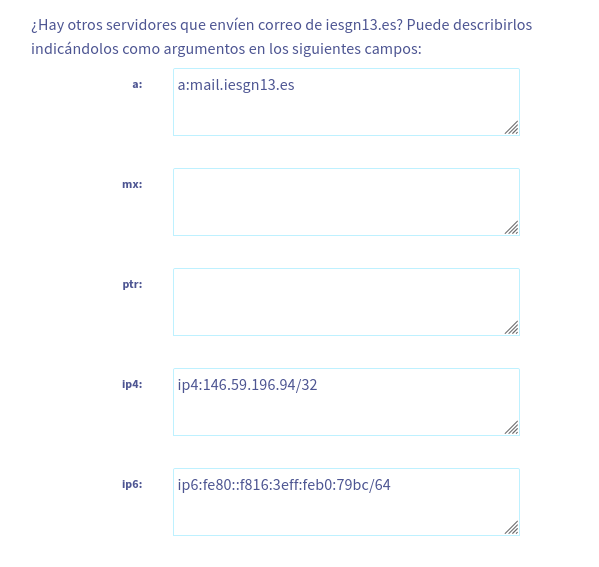 ¿Hay otros servidores que envíen correo de iesgn13.es? Puede describirlos
indicándolos como argumentos en los siguientes campos:
a:
a:mail.iesgn13.es
mx:
ptr:
ip4:
ip4:146.59.196.94/32
ip6:
ip6:fe80::f816:3eff:feb0:79bc/64